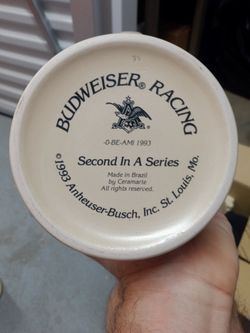 BUDWEISER® RACING
-0-BE-AMI 1993
Second In A Series
Made in Brazil
by Ceramarte
All rights reserved.
©1993 Anheuser-Busch, Inc. St. Louis, Mo.